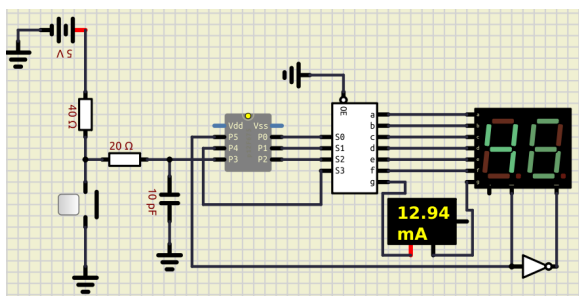 5 V
OE
40 Ω
Vdd Vss
P5 P0
P4 P1
P3 P2
20 Ω
10 pF
S0
S1
S2
S3
a
b
c
d
e
f
g
12.94
mA